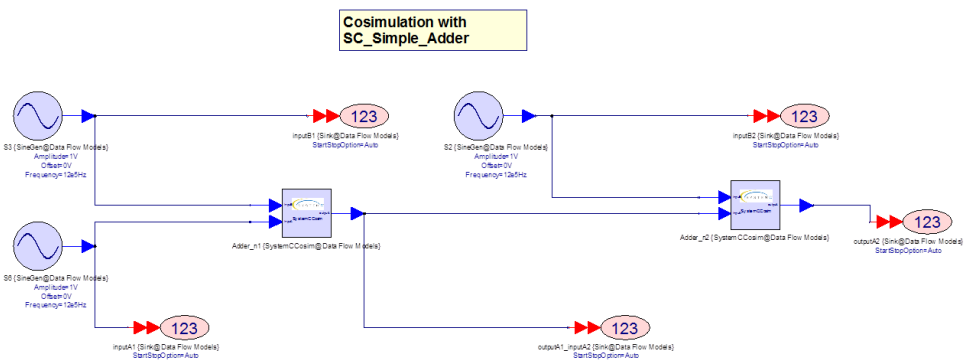 Cosimulation with
SC_Simple_Adder
123
inputB1 {Sink@Data Flow Models}
StartStopOption=Auto
S3 {SineGen@Data Flow Models}
Amplitude=1V
Offset=0V
Frequency=12e5Hz
123
inputB2 {Sink@Data Flow Models}
StartStopOption=Auto
S2 {SineGen@Data Flow Models}
Amplitude=1V
Offset=0V
Frequency=12e5Hz
SystemCCosim
Adder_n1 {SystemCCosim@Data Flow Models}
SystemCCosim
Adder_n2 {SystemCCosim@Data Flow Models}
123
outputA2 {Sink@Data Flow Models}
StartStopOption=Auto
S6 {SineGen@Data Flow Models}
Amplitude=1V
Offset=0V
Frequency=12e5Hz
123
inputA1 {Sink@Data Flow Models}
StartStopOption=Auto
123
outputA1_inputA2 {Sink@Data Flow Models}
StartStopOption=Auto